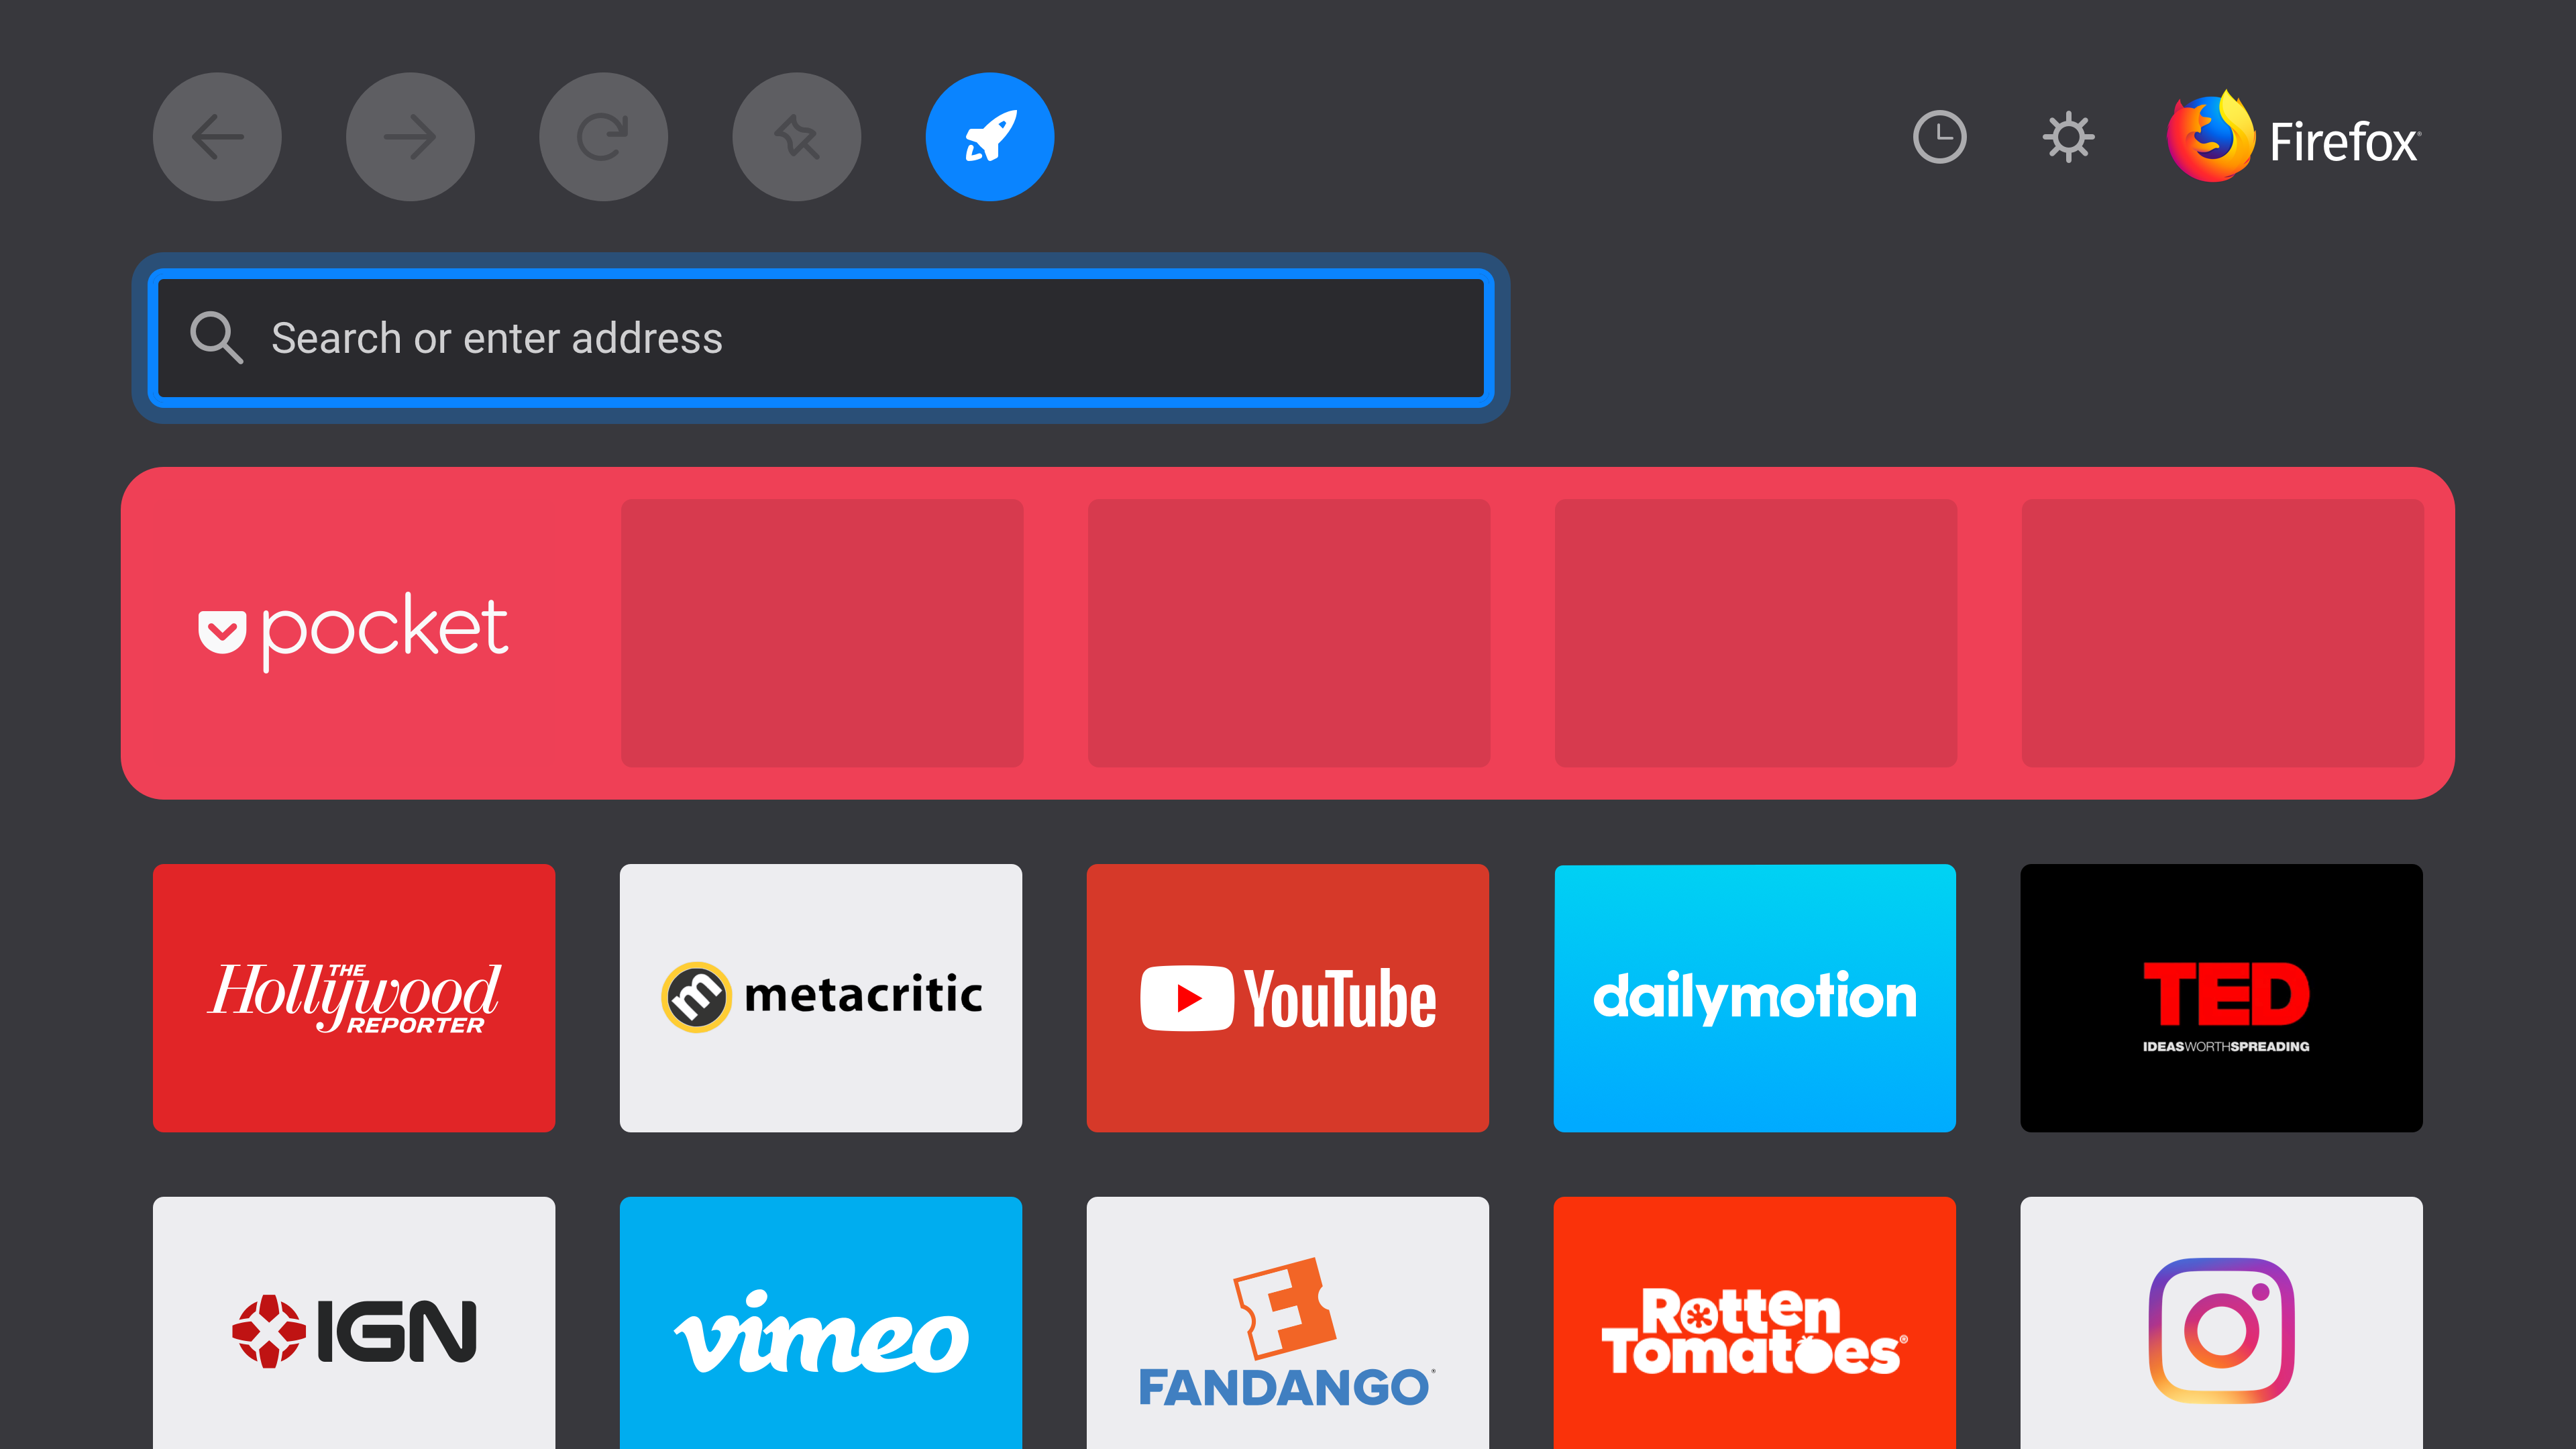 Firefox
Search or enter address
pocket
THE
Hollywood
REPORTER
m metacritic
YouTube
dailymotion
TED
IDEASWORTHSPREADING
IGN
vimeo
F
FANDANGO
Rotten
Tomatoes®